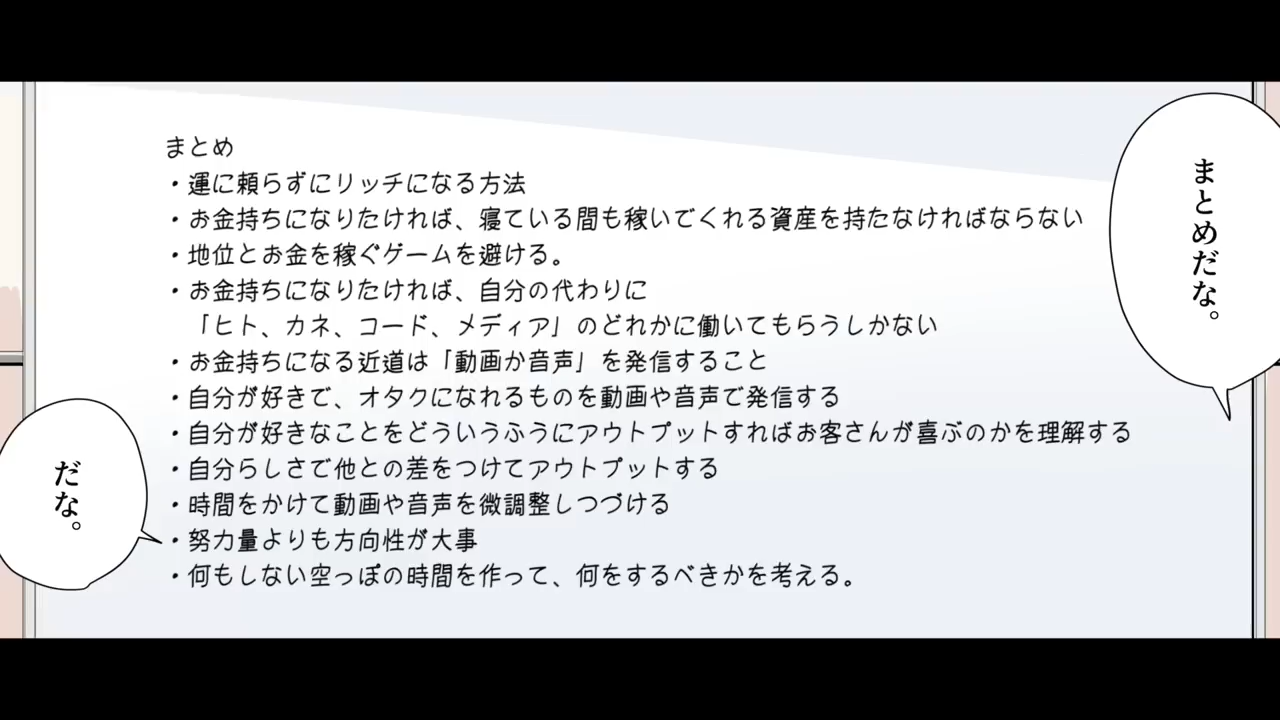 まとめ
・運に頼らずにリッチになる方法
・お金持ちになりたければ、寝ている間も稼いでくれる資産を持たなければならない
・地位とお金を稼ぐゲームを避ける。
・お金持ちになりたければ、自分の代わりに
「ヒト、カネ、コード、メディア」のどれかに働いてもらうしかない
・お金持ちになる近道は「動画か音声」を発信すること
・自分が好きで、オタクになれるものを動画や音声で発信する
・自分が好きなことをどういうふうにアウトプットすればお客さんが喜ぶのかを理解する
・自分らしさで他との差をつけてアウトプットする
・時間をかけて動画や音声を微調整しつづける
・努力量よりも方向性が大事
・何もしない空っぽの時間を作って、何をするべきかを考える。
まとめだな。
だな。